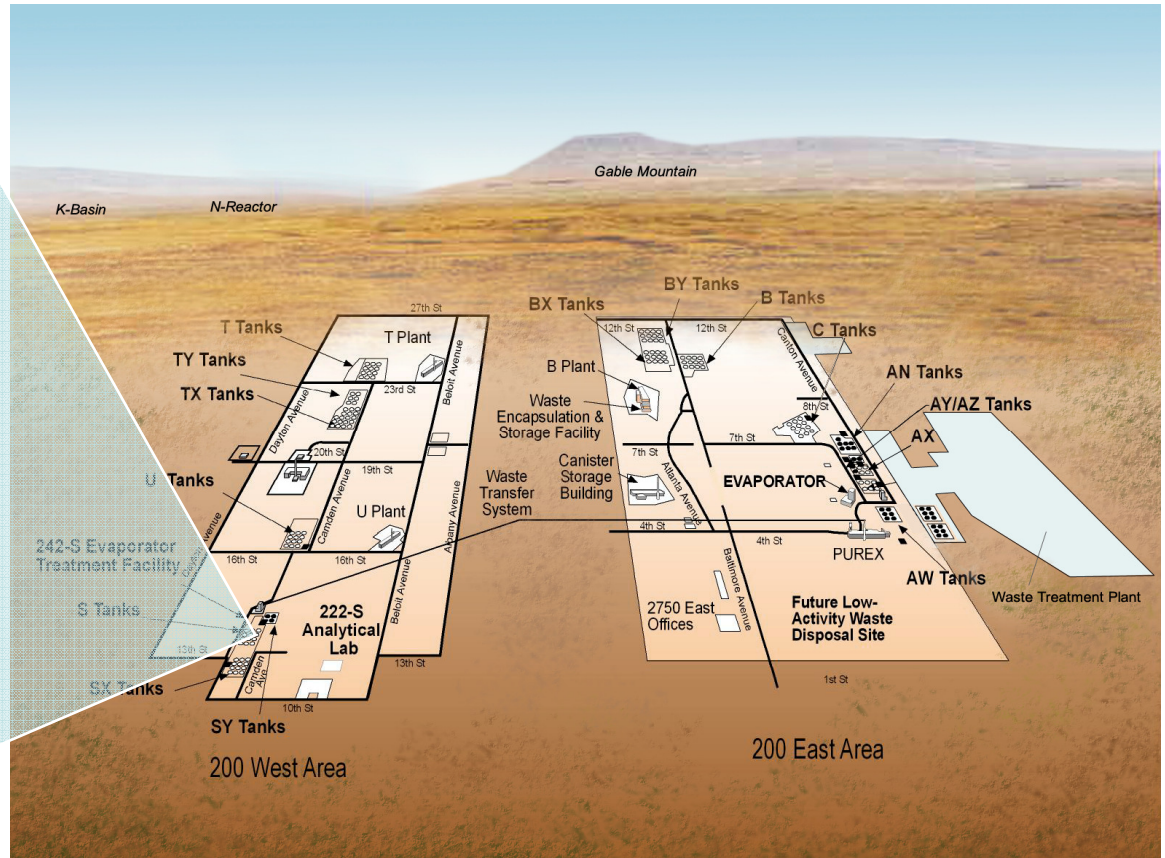 Gable Mountain
K-Basin
N-Reactor
27th St
T Tanks
T Plant
TY Tanks
TX Tanks
23rd St
Beloit Avenue
Dayton Avenue
20th St
19th St
U Tanks
Camden Avenue
U Plant
Albany Avenue
16th St
16th St
242-S Evaporator
Treatment Facility
S Tanks
222-S
Analytical
Lab
Beloit Avenue
13th St
13th St
SX Tanks
Camden
Ave
10th St
SY Tanks
200 West Area
BY Tanks
BX Tanks
B Tanks
12th St
12th St
C Tanks
Canton Avenue
B Plant
AN Tanks
Waste
Encapsulation &
Storage Facility
8th St
AY/AZ Tanks
AX
7th St
7th St
Canister
Storage
Building
Atlanta Avenue
EVAPORATOR
Waste
Transfer
System
4th St
4th St
PUREX
AW Tanks
Waste Treatment Plant
Baltimore Avenue
2750 East
Offices
Future Low-
Activity Waste
Disposal Site
1st St
200 East Area